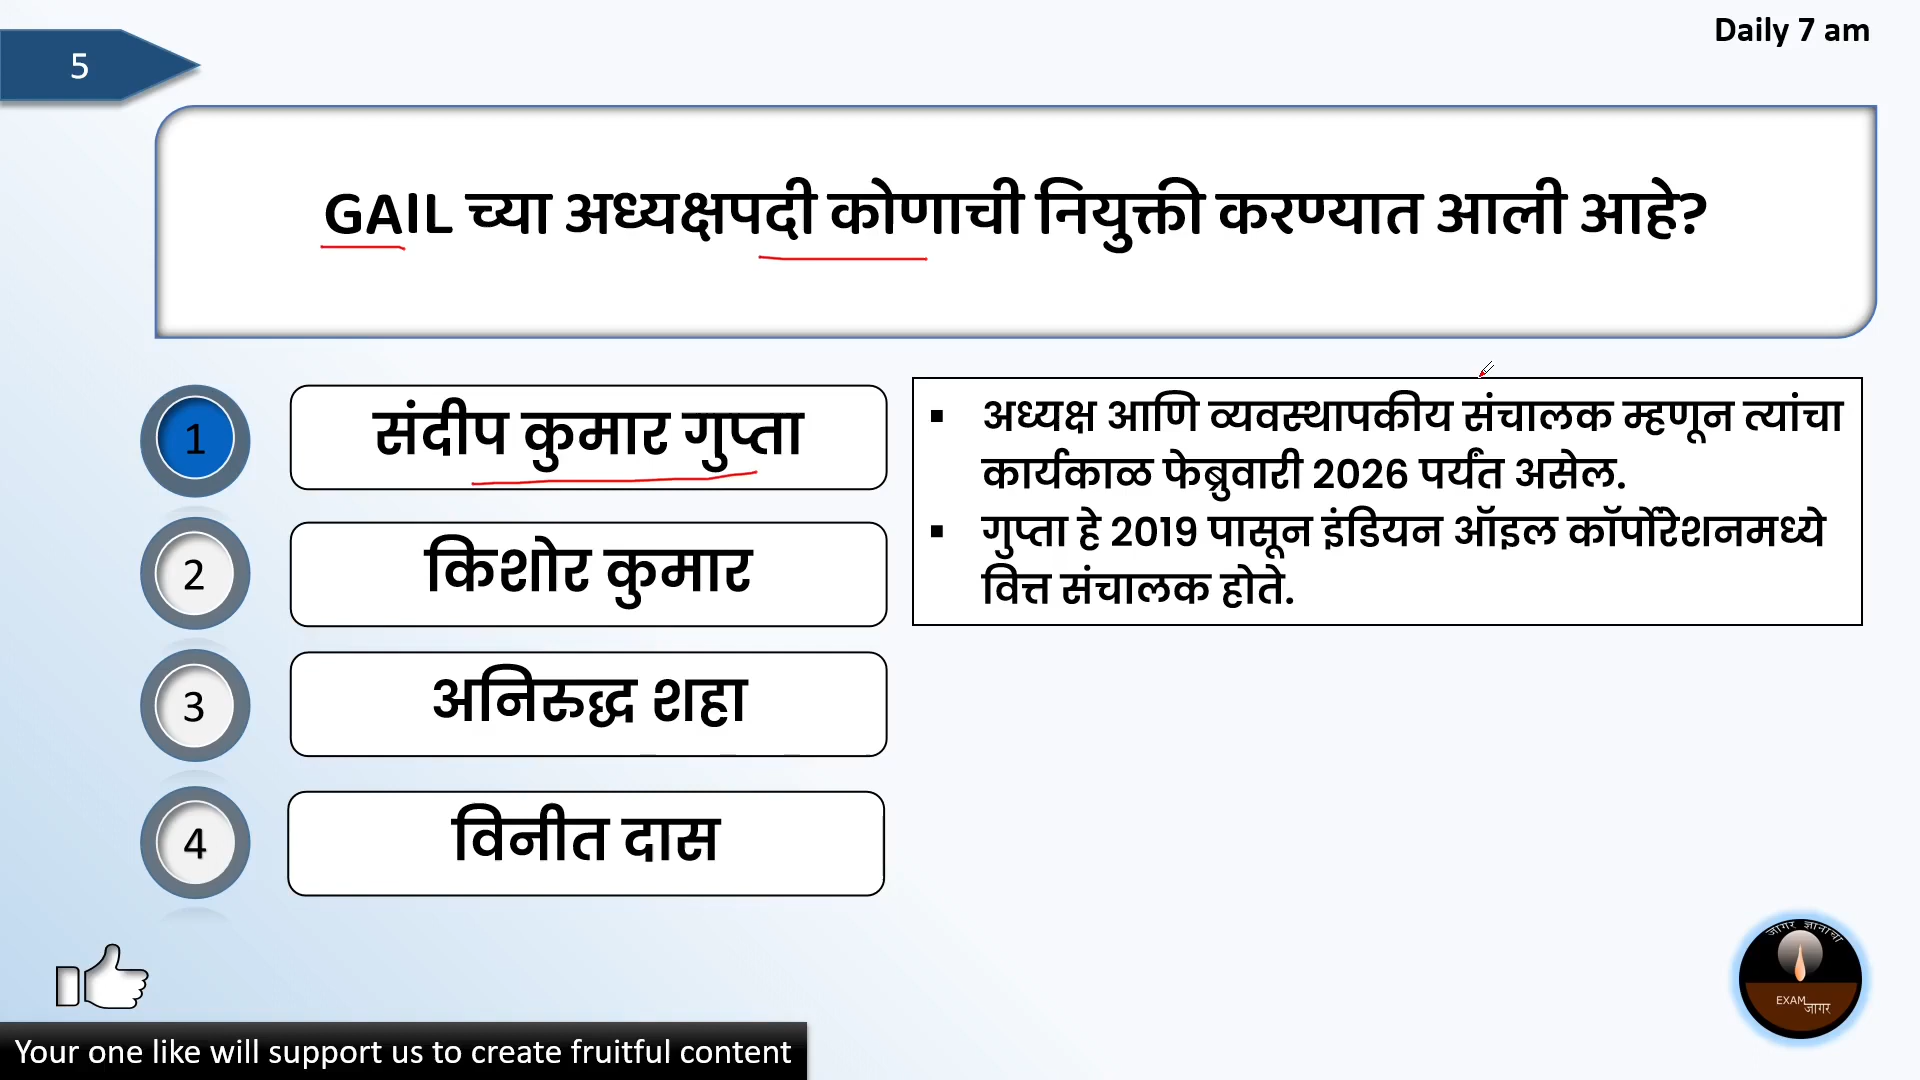 Daily 7 am
5
GAIL च्या अध्यक्षपदी कोणाची नियुक्ती करण्यात आली आहे?
1
संदीप कुमार गुप्ता
2
किशोर कुमार
3
अनिरुद्ध शहा
4
विनीत दास
▪ अध्यक्ष आणि व्यवस्थापकीय संचालक म्हणून त्यांचा
कार्यकाळ फेब्रुवारी 2026 पर्यंत असेल.
▪ गुप्ता हे 2019 पासून इंडियन ऑइल कॉर्पोरेशनमध्ये
वित्त संचालक होते.
जागर ज्ञानाचा
EXAM
जागर
Your one like will support us to create fruitful content